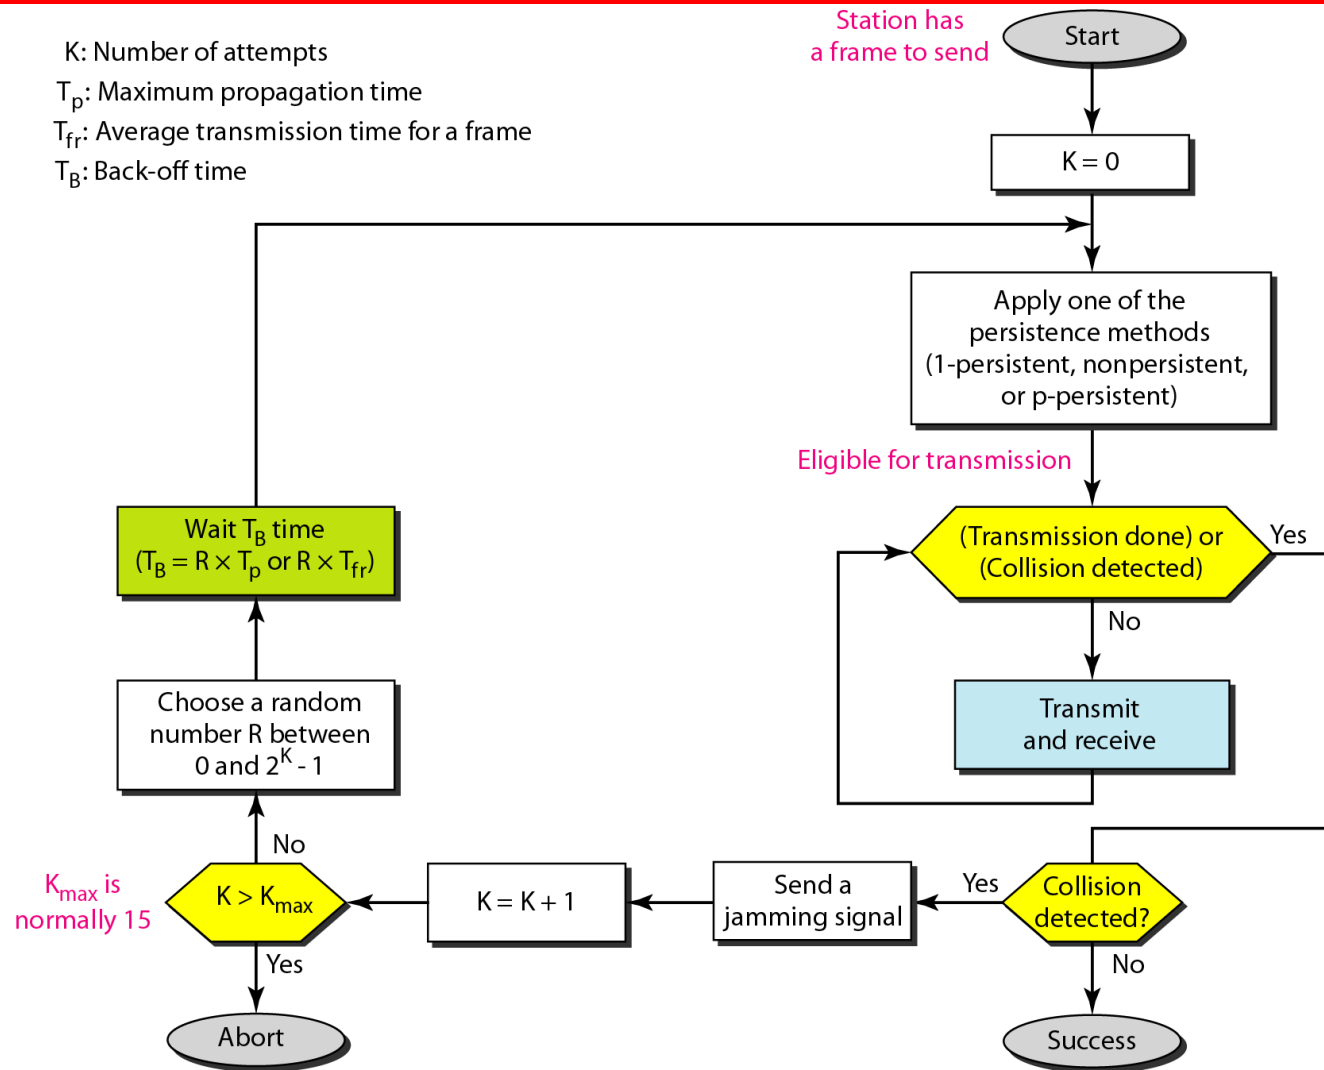 Station has
a frame to send
Start
K: Number of attempts
Tp: Maximum propagation time
Tfr: Average transmission time for a frame
TB: Back-off time
K = 0
Apply one of the
persistence methods
(1-persistent, nonpersistent,
or p-persistent)
Eligible for transmission
(Transmission done) or
(Collision detected)
Yes
No
Transmit
and receive
Wait TB time
(TB = R × Tp or R × Tfr)
Choose a random
number R between
0 and 2^K - 1
No
Kmax is
normally 15
K > Kmax
K = K + 1
Send a
jamming signal
Yes
Collision
detected?
Yes
No
Abort
Success